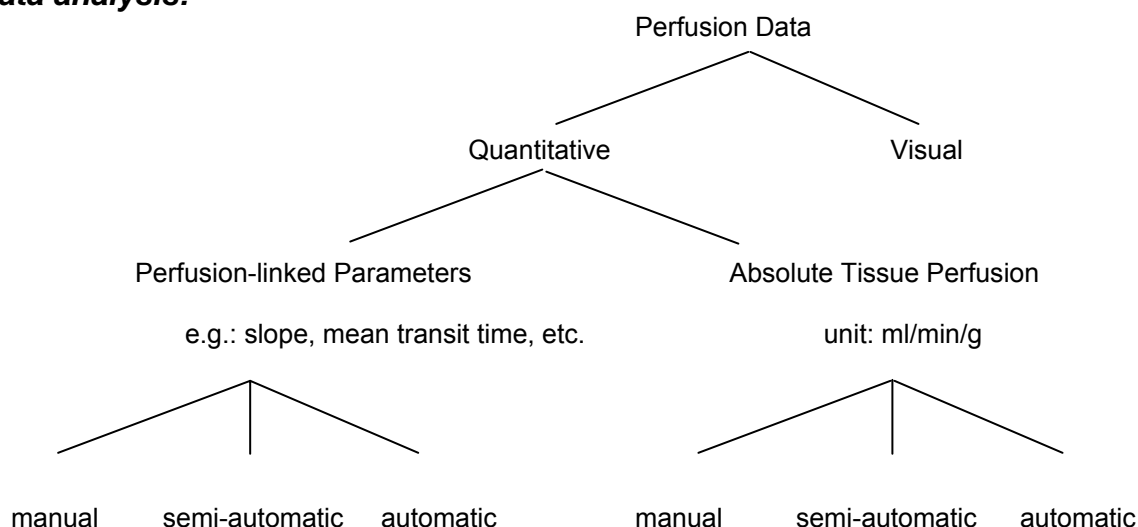 analysis:
Perfusion Data
Quantitative Visual
Perfusion-linked Parameters Absolute Tissue Perfusion
e.g.: slope, mean transit time, etc. unit: ml/min/g
manual semi-automatic automatic manual semi-automatic automatic